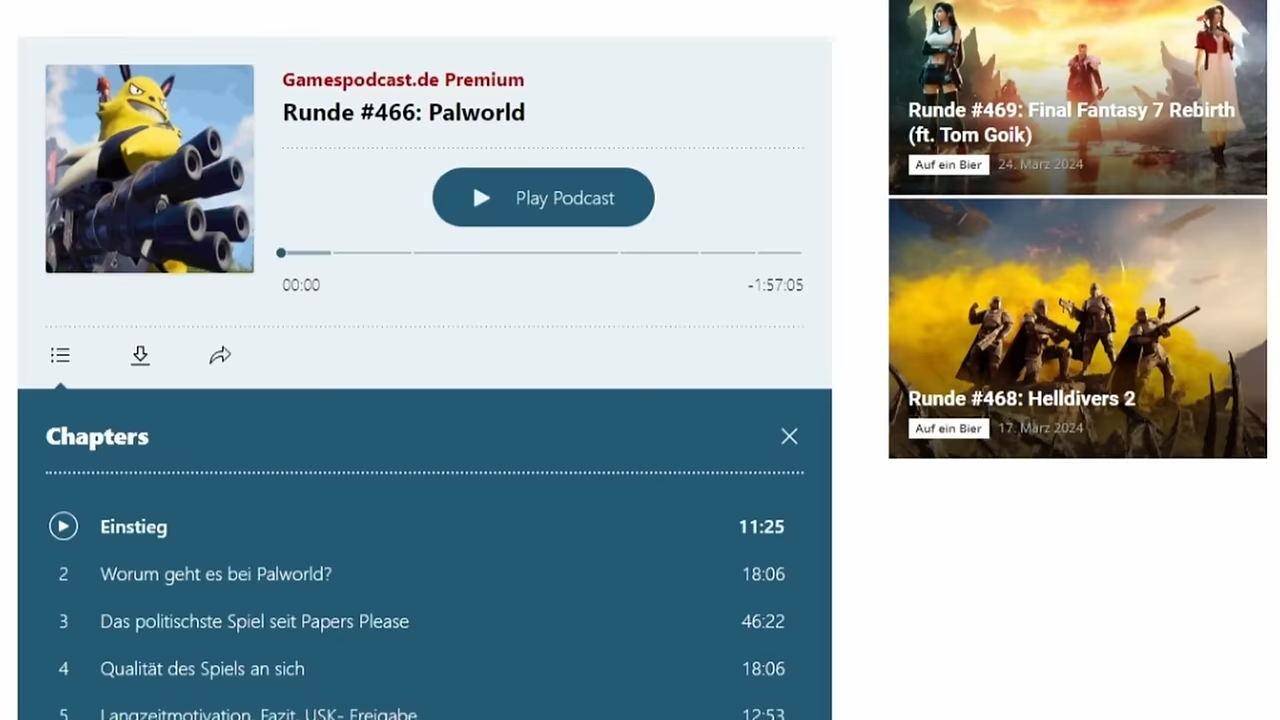 Gamespodcast.de Premium
Runde #466: Palworld
Play Podcast
00:00
-1:57:05
Chapters
Einstieg 11:25
2 Worum geht es bei Palworld? 18:06
3 Das politischste Spiel seit Papers Please 46:22
4 Qualität des Spiels an sich 18:06
5 Langzeitmotivation, Fazit, USK- Freigabe 12:53
Runde #469: Final Fantasy 7 Rebirth
(ft. Tom Goik)
Auf ein Bier 24. März 2024
Runde #468: Helldivers 2
Auf ein Bier 17. März 2024